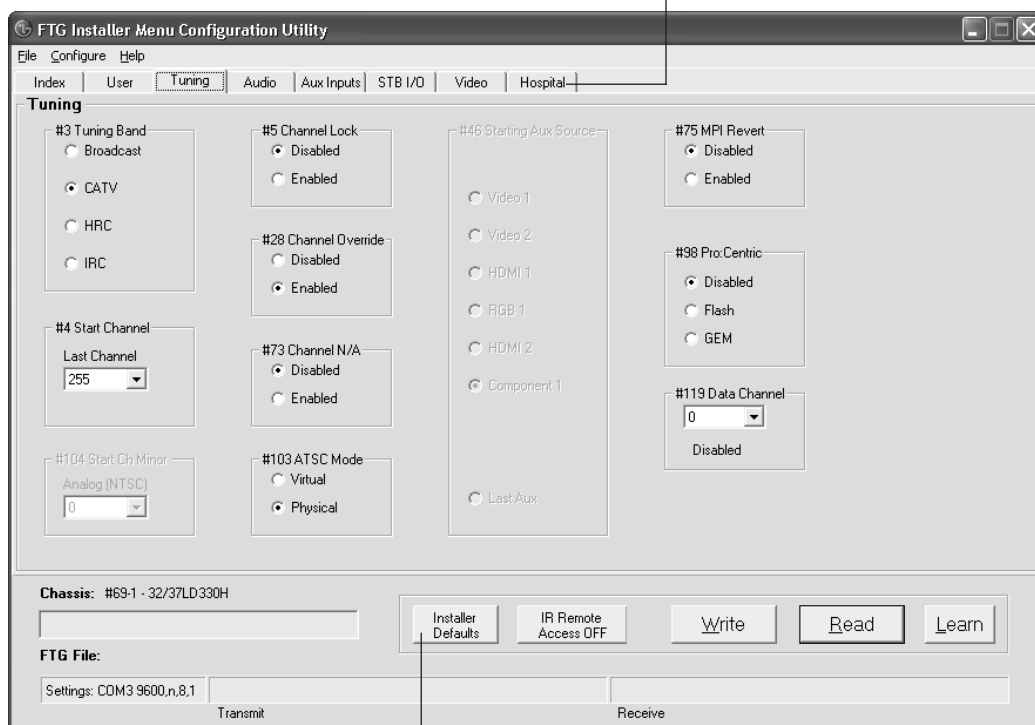 FTG Installer Menu Configuration Utility
File Configure Help
Index User Tuning Audio Aux Inputs STB I/O Video Hospital
Tuning
#3 Tuning Band
Broadcast
CATV
HRC
IRC
#4 Start Channel
Last Channel
255
#104 Start Ch Minor
Analog (NTSC)
0
#5 Channel Lock
Disabled
Enabled
#28 Channel Override
Disabled
Enabled
#73 Channel N/A
Disabled
Enabled
#103 ATSC Mode
Virtual
Physical
#46 Starting Aux Source
Video 1
Video 2
HDMI 1
RGB 1
HDMI 2
Component 1
Last Aux
#75 MPI Revert
Disabled
Enabled
#98 Pro:Centric
Disabled
Flash
GEM
#119 Data Channel
0
Disabled
Chassis: #69-1 - 32/37LD330H
Installer
Defaults
IR Remote
Access OFF
Write
Read
Learn
FTG File:
Settings: COM3 9600,n,8,1
Transmit
Receive